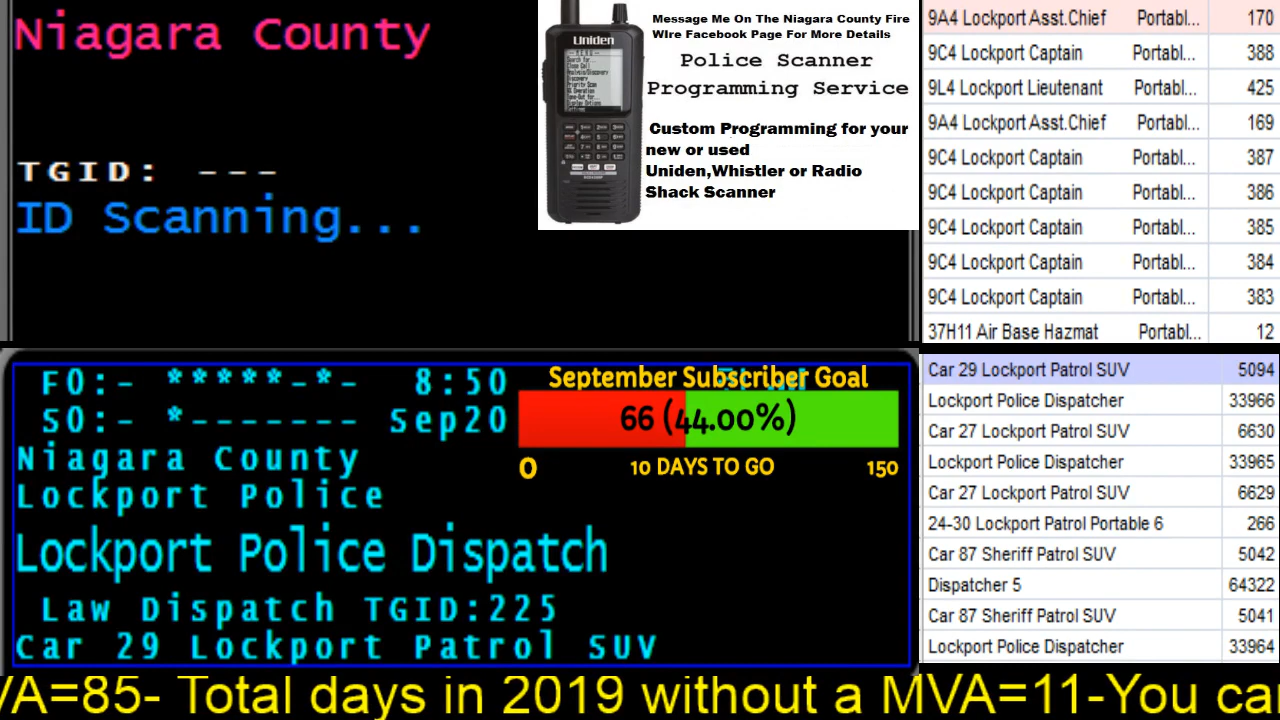 Niagara County
TGID: ---
ID Scanning...
Uniden
Message Me On The Niagara County Fire
WIre Facebook Page For More Details
Police Scanner
Programming Service
Custom Programming for your
new or used
Uniden,Whistler or Radio
Shack Scanner
9A4 Lockport Asst.Chief Portabl... 170
9C4 Lockport Captain Portabl... 388
9L4 Lockport Lieutenant Portabl... 425
9A4 Lockport Asst.Chief Portabl... 169
9C4 Lockport Captain Portabl... 387
9C4 Lockport Captain Portabl... 386
9C4 Lockport Captain Portabl... 385
9C4 Lockport Captain Portabl... 384
9C4 Lockport Captain Portabl... 383
37H11 Air Base Hazmat Portabl... 12
F0:- *****-*- 8:50
S0:- *------- Sep20
Niagara County
Lockport Police
Lockport Police Dispatch
Law Dispatch TGID:225
Car 29 Lockport Patrol SUV
September Subscriber Goal
66 (44.00%)
0 10 DAYS TO GO 150
Car 29 Lockport Patrol SUV 5094
Lockport Police Dispatcher 33966
Car 27 Lockport Patrol SUV 6630
Lockport Police Dispatcher 33965
Car 27 Lockport Patrol SUV 6629
24-30 Lockport Patrol Portable 6 266
Car 87 Sheriff Patrol SUV 5042
Dispatcher 5 64322
Car 87 Sheriff Patrol SUV 5041
Lockport Police Dispatcher 33964
VA=85- Total days in 2019 without a MVA=11-You ca